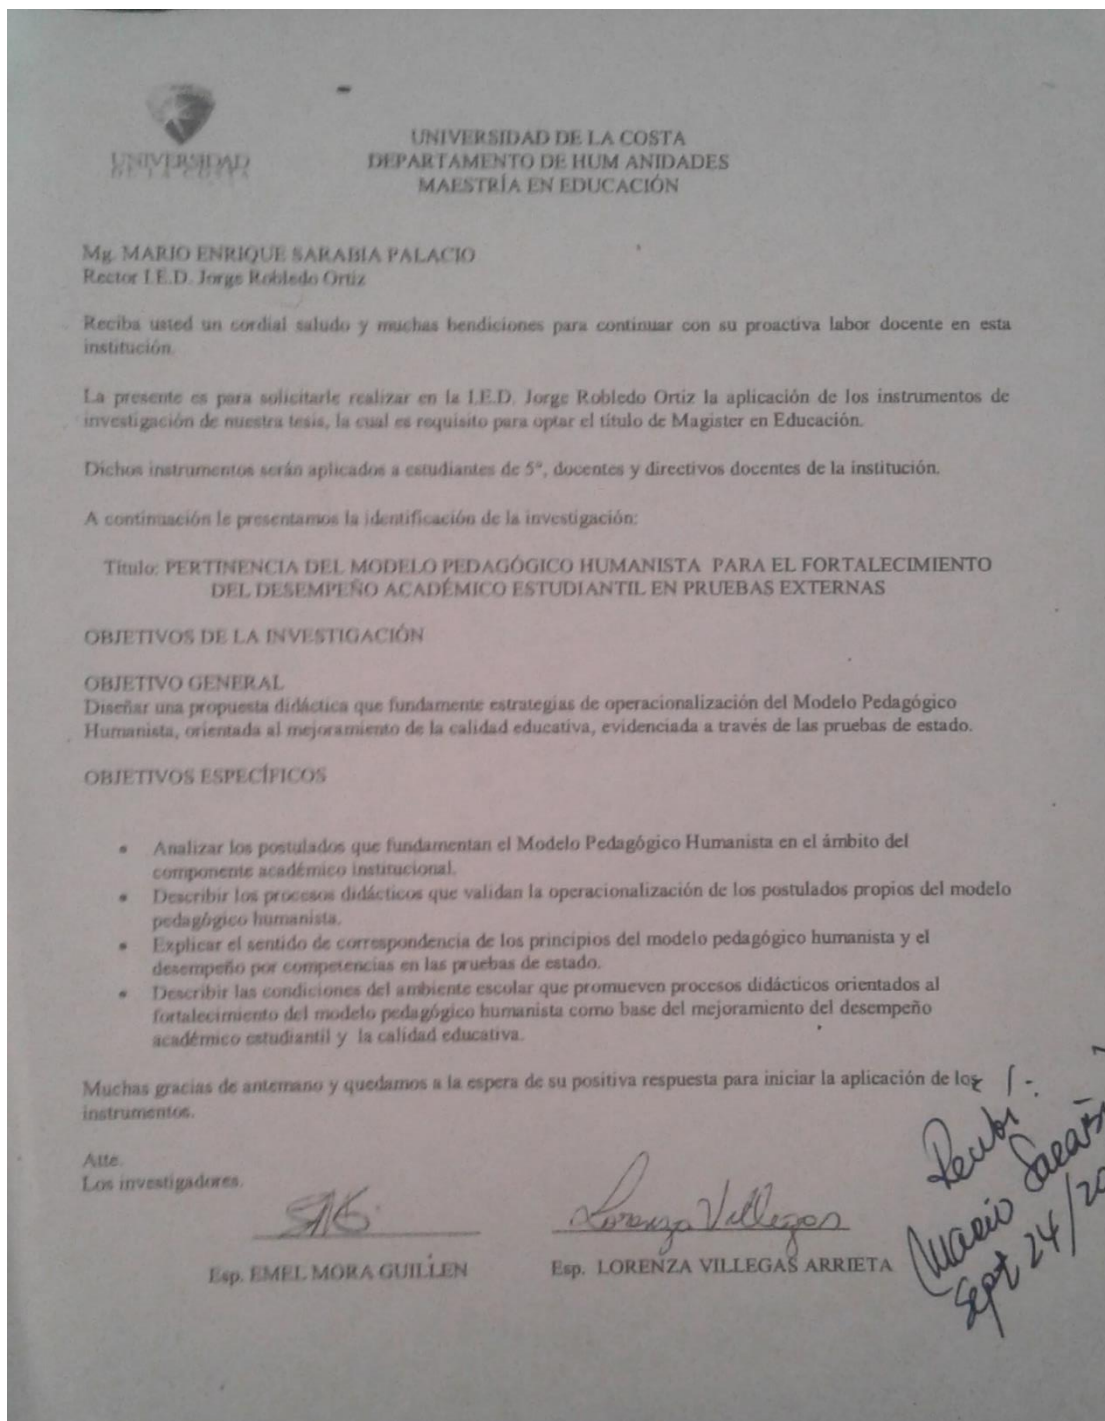 UNIVERSIDAD
DE LA COSTA
UNIVERSIDAD DE LA COSTA
DEPARTAMENTO DE HUM ANIDADES
MAESTRÍA EN EDUCACIÓN
Mg. MARIO ENRIQUE SARABIA PALACIO
Rector I.E.D. Jorge Robledo Ortiz
Reciba usted un cordial saludo y muchas bendiciones para continuar con su proactiva labor docente en esta
institución.
La presente es para solicitarle realizar en la I.E.D. Jorge Robledo Ortiz la aplicación de los instrumentos de
investigación de nuestra tesis, la cual es requisito para optar el título de Magister en Educación.
Dichos instrumentos serán aplicados a estudiantes de 5°, docentes y directivos docentes de la institución.
A continuación le presentamos la identificación de la investigación:
Título: PERTINENCIA DEL MODELO PEDAGÓGICO HUMANISTA PARA EL FORTALECIMIENTO
DEL DESEMPEÑO ACADÉMICO ESTUDIANTIL EN PRUEBAS EXTERNAS
OBJETIVOS DE LA INVESTIGACIÓN
OBJETIVO GENERAL
Diseñar una propuesta didáctica que fundamente estrategias de operacionalización del Modelo Pedagógico
Humanista, orientada al mejoramiento de la calidad educativa, evidenciada a través de las pruebas de estado.
OBJETIVOS ESPECÍFICOS
• Analizar los postulados que fundamentan el Modelo Pedagógico Humanista en el ámbito del
componente académico institucional.
• Describir los procesos didácticos que validan la operacionalización de los postulados propios del modelo
pedagógico humanista.
• Explicar el sentido de correspondencia de los principios del modelo pedagógico humanista y el
desempeño por competencias en las pruebas de estado.
• Describir las condiciones del ambiente escolar que promueven procesos didácticos orientados al
fortalecimiento del modelo pedagógico humanista como base del mejoramiento del desempeño
académico estudiantil y la calidad educativa.
Muchas gracias de antemano y quedamos a la espera de su positiva respuesta para iniciar la aplicación de los
instrumentos.
Atte.
Los investigadores.
Lorenza Villegas
Esp. EMEL MORA GUILLEN
Esp. LORENZA VILLEGAS ARRIETA
Recibí:
Mario
Sept 24/20